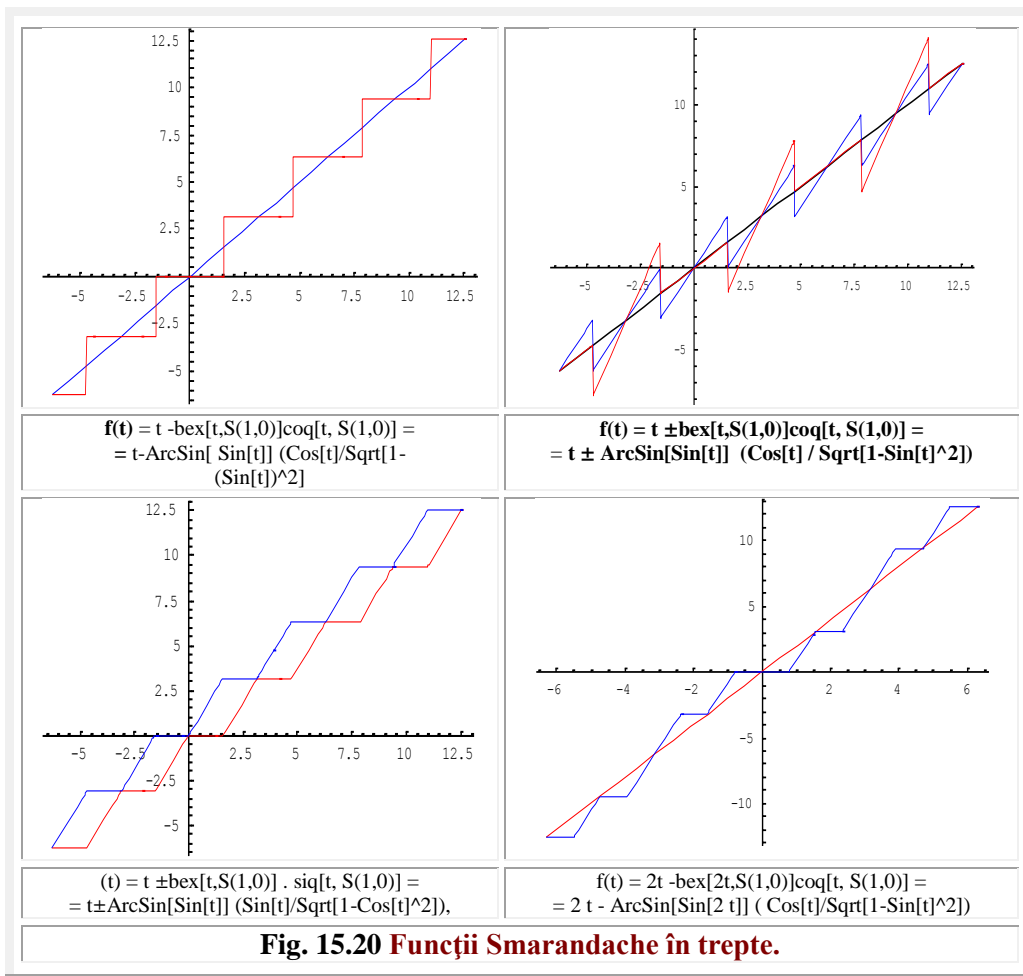 12.5
10
7.5
5
2.5
-5 -2.5 2.5 5 7.5 10 12.5
-2.5
-5
10
5
-5 -2.5 2.5 5 7.5 10 12.5
-5
f(t) = t -bex[t,S(1,0)]coq[t, S(1,0)] =
= t-ArcSin[ Sin[t]] (Cos[t]/Sqrt[1-
(Sin[t])^2]
f(t) = t ±bex[t,S(1,0)]coq[t, S(1,0)] =
= t ± ArcSin[Sin[t]] (Cos[t] / Sqrt[1-Sin[t]^2])
12.5
10
7.5
5
2.5
-5 -2.5 2.5 5 7.5 10 12.5
-2.5
-5
10
5
-6 -4 -2 2 4 6
-5
-10
(t) = t ±bex[t,S(1,0)] . siq[t, S(1,0)] =
= t±ArcSin[Sin[t]] (Sin[t]/Sqrt[1-Cos[t]^2]),
f(t) = 2t -bex[2t,S(1,0)]coq[t, S(1,0)] =
= 2 t - ArcSin[Sin[2 t]] ( Cos[t]/Sqrt[1-Sin[t]^2])
Fig. 15.20 Funcţii Smarandache în trepte.